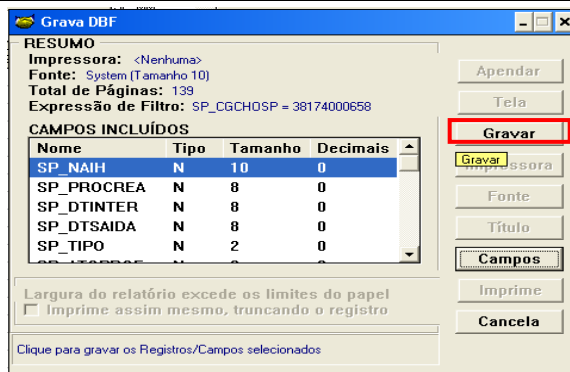 Grava DBF
RESUMO
Impressora: <Nenhuma>
Fonte: System (Tamanho 10)
Total de Páginas: 139
Expressão de Filtro: SP_CGCHOSP = 38174000658
CAMPOS INCLUÍDOS
Nome Tipo Tamanho Decimais
SP_NAIH N 10 0
SP_PROCREA N 8 0
SP_DTINTER N 8 0
SP_DTSAIDA N 8 0
SP_TIPO N 2 0
Largura do relatório excede os limites do papel
Imprime assim mesmo, truncando o registro
Clique para gravar os Registros/Campos selecionados
Apendar
Tela
Gravar
Gravar
Impressora
Fonte
Título
Campos
Imprime
Cancela